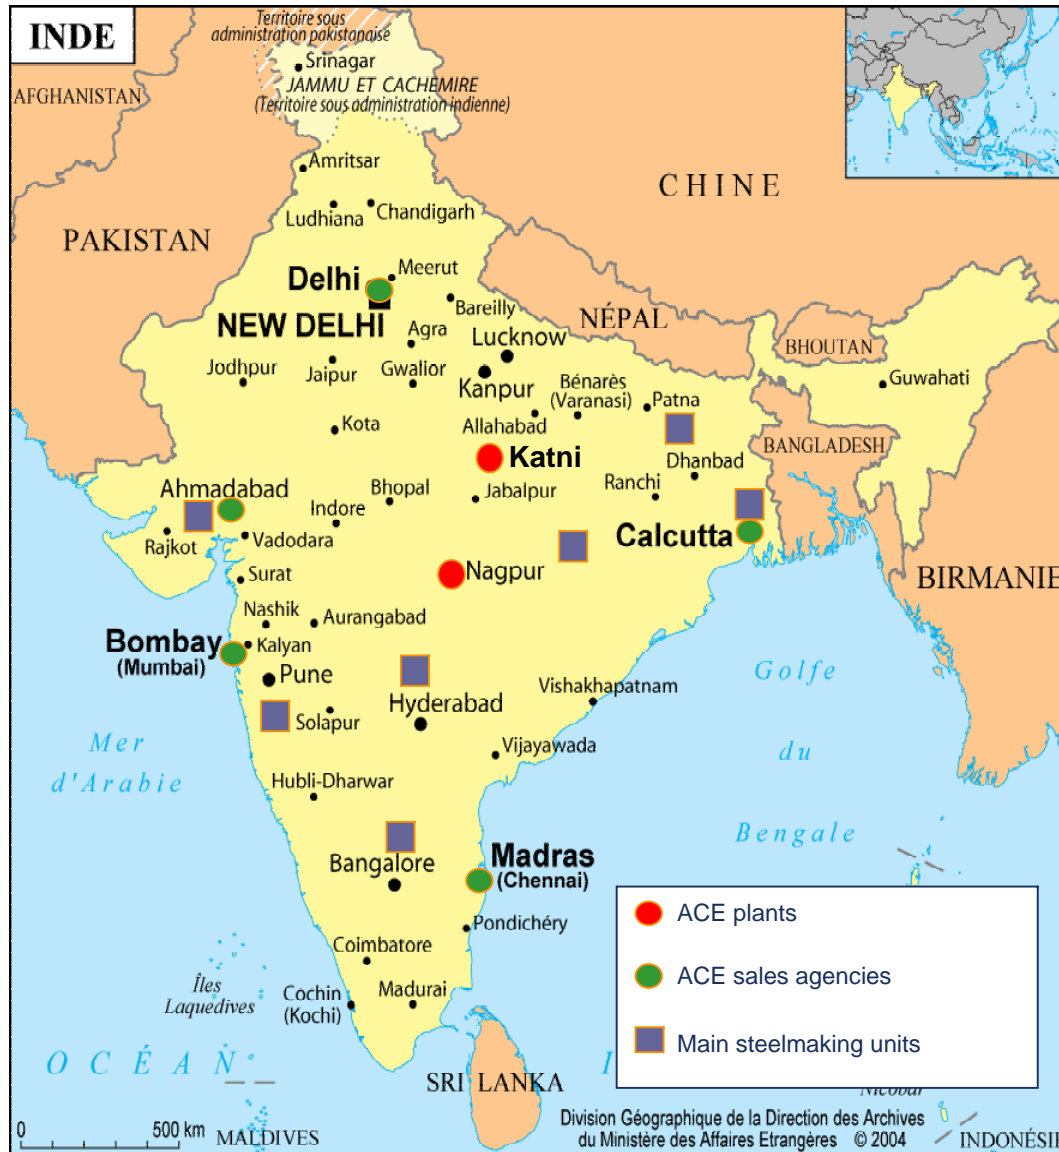 INDE
Territoire sous
administration pakistanaise
Srinagar
JAMMU ET CACHEMIRE
(Territoire sous administration indienne)
AFGHANISTAN
Amritsar
CHINE
Ludhiana
Chandigarh
PAKISTAN
Delhi
Meerut
NEW DELHI
Bareilly
Agra
NÉPAL
Lucknow
BHOUTAN
Jodhpur
Jaipur
Gwalior
Kanpur
Bénarès
(Varanasi)
Patna
Guwahati
Kota
Allahabad
BANGLADESH
Katni
Dhanbad
Ahmadabad
Bhopal
Jabalpur
Ranchi
Indore
Rajkot
Vadodara
Calcutta
Surat
Nagpur
BIRMANIE
Nashik
Aurangabad
Bombay
(Mumbai)
Kalyan
Pune
Golfe
Vishakhapatnam
Hyderabad
Solapur
Mer
d'Arabie
Vijayawada
du
Hubli-Dharwar
Bengale
Bangalore
Madras
(Chennai)
Pondichéry
Coimbatore
Îles
Laquedives
Cochin
(Kochi)
Madurai
ACE plants
ACE sales agencies
Main steelmaking units
OCÉAN
I
SRI LANKA
Nicobar
0
500 km
MALDIVES
Division Géographique de la Direction des Archives
du Ministère des Affaires Etrangères © 2004
INDONÉSIE